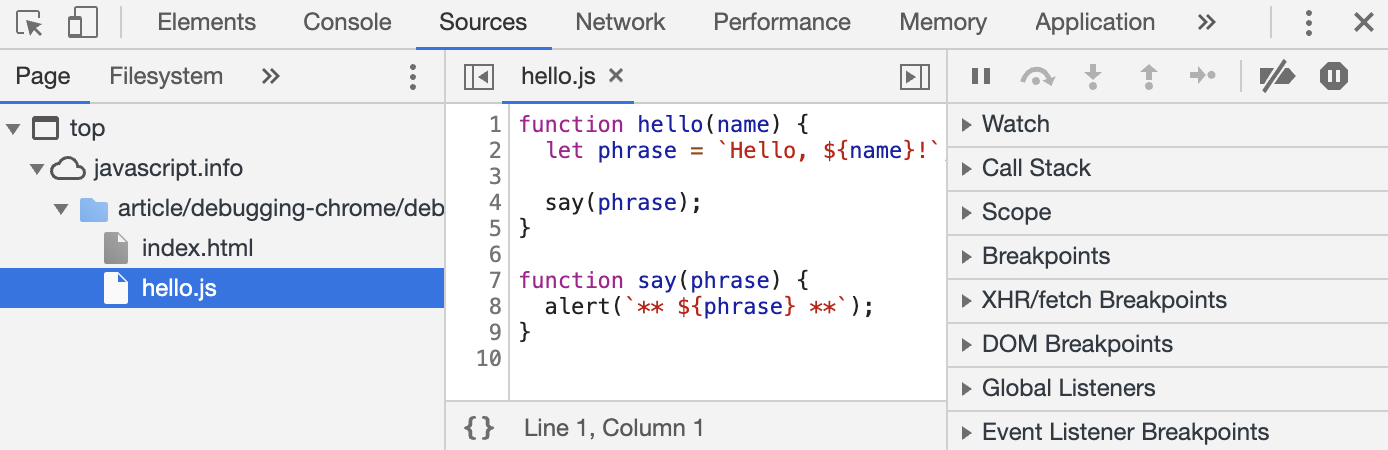 Elements Console Sources Network Performance Memory Application »
Page Filesystem »
top
javascript.info
article/debugging-chrome/deb
index.html
hello.js
hello.js ×
1 function hello(name) {
2   let phrase = `Hello, ${name}!`
3
4   say(phrase);
5 }
6
7 function say(phrase) {
8   alert(`** ${phrase} **`);
9 }
10
{} Line 1, Column 1
Watch
Call Stack
Scope
Breakpoints
XHR/fetch Breakpoints
DOM Breakpoints
Global Listeners
Event Listener Breakpoints